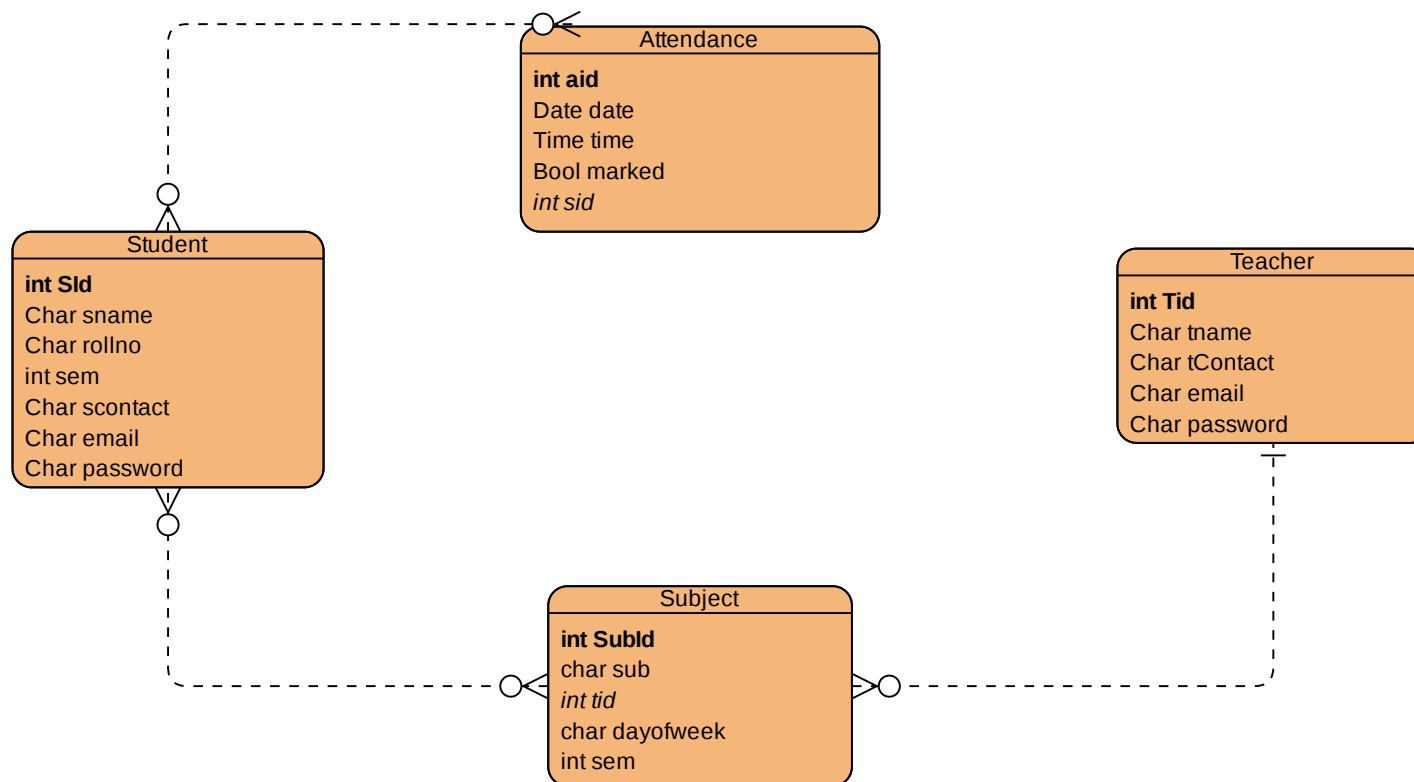 Attendance
int aid
Date date
Time time
Bool marked
int sid
Student
int SId
Char sname
Char rollno
int sem
Char scontact
Char email
Char password
Teacher
int Tid
Char tname
Char tContact
Char email
Char password
Subject
int SubId
char sub
int tid
char dayofweek
int sem